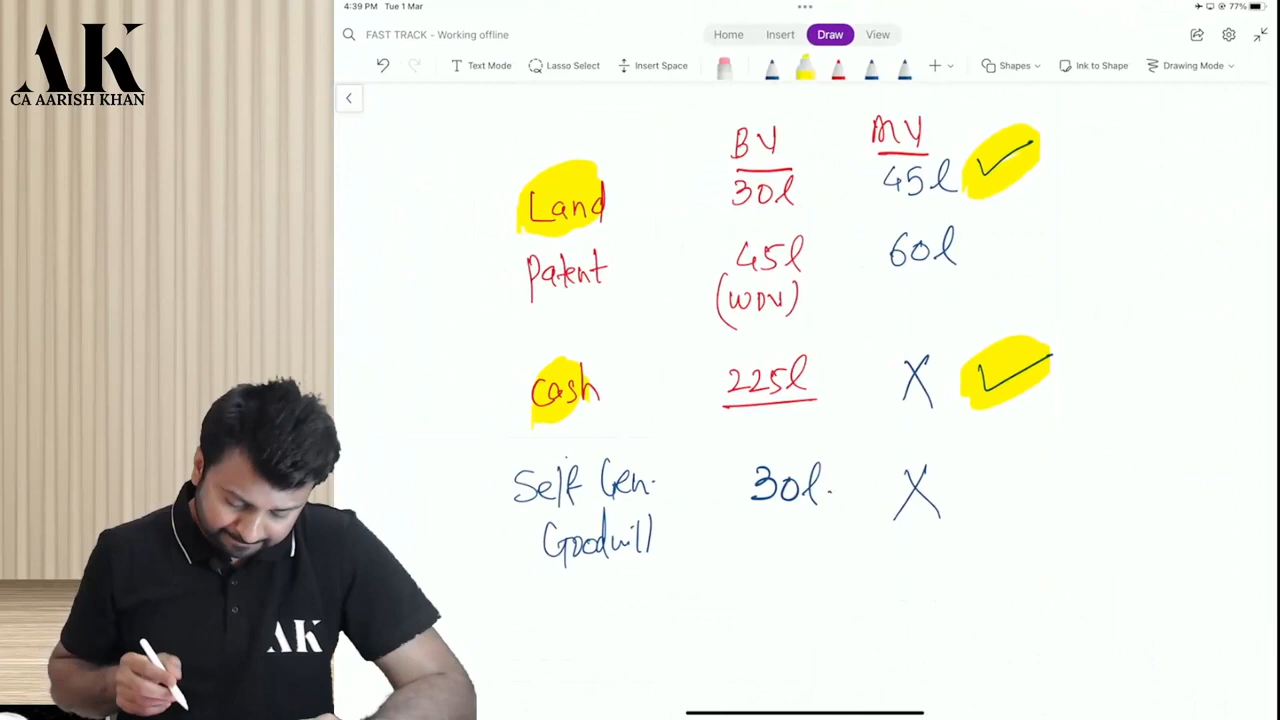 4:39 PM Tue 1 Mar
77%
FAST TRACK - Working offline
Home Insert Draw View
Text Mode Lasso Select Insert Space Shapes Ink to Shape Drawing Mode
AK
CA AARISH KHAN
BV MV
Land 30l 45l
Patent 45l 60l
(WDV)
Cash 225l X
Self Gen. 30l. X
Goodwill
AK